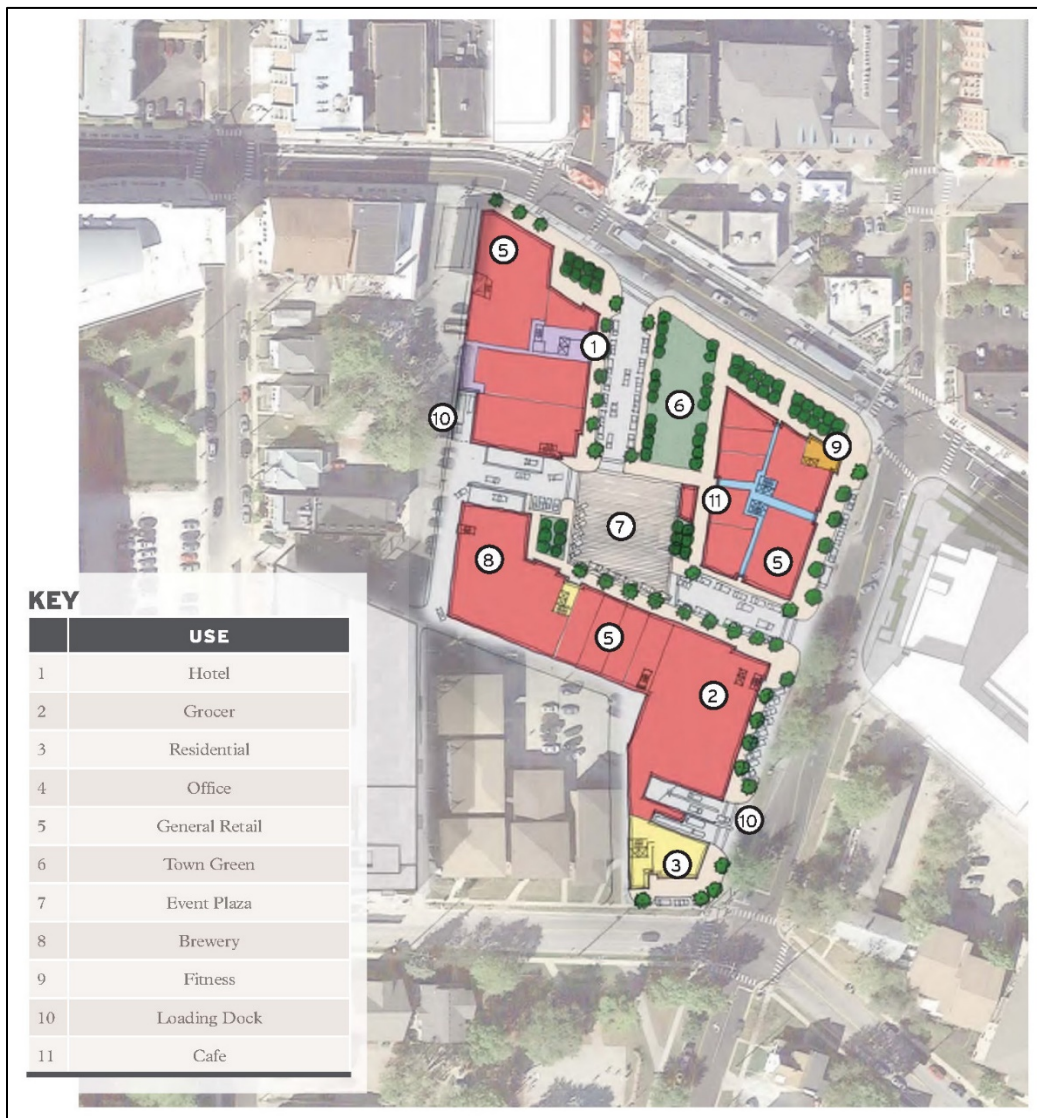 5
1
10
6
9
11
7
5
8
5
2
10
3
KEY
USE
1 Hotel
2 Grocer
3 Residential
4 Office
5 General Retail
6 Town Green
7 Event Plaza
8 Brewery
9 Fitness
10 Loading Dock
11 Cafe